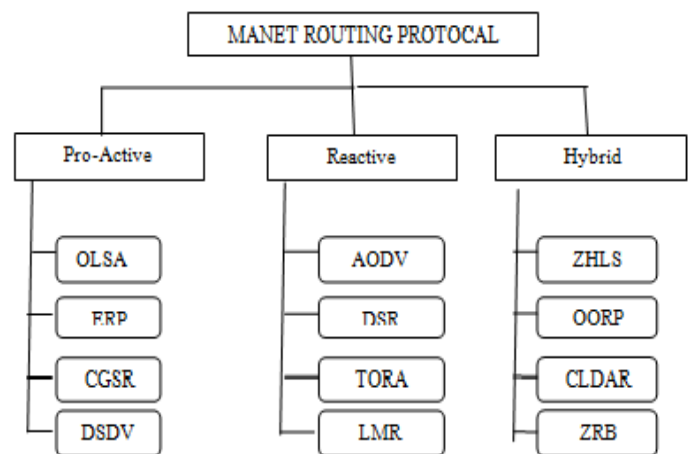 MANET ROUTING PROTOCAL
Pro-Active
Reactive
Hybrid
OLSA
AODV
ZHLS
ERP
DSR
OORP
CGSR
TORA
CLDAR
DSDV
LMR
ZRB